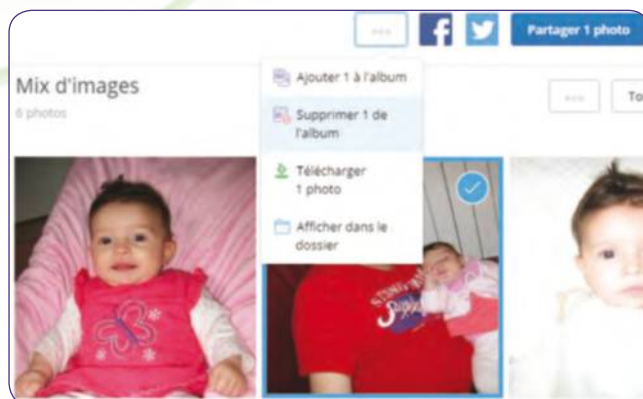 Partager 1 photo
Ajouter 1 à l'album
Mix d'images
6 photos
To
Supprimer 1 de
l'album
Télécharger
1 photo
Afficher dans le
dossier